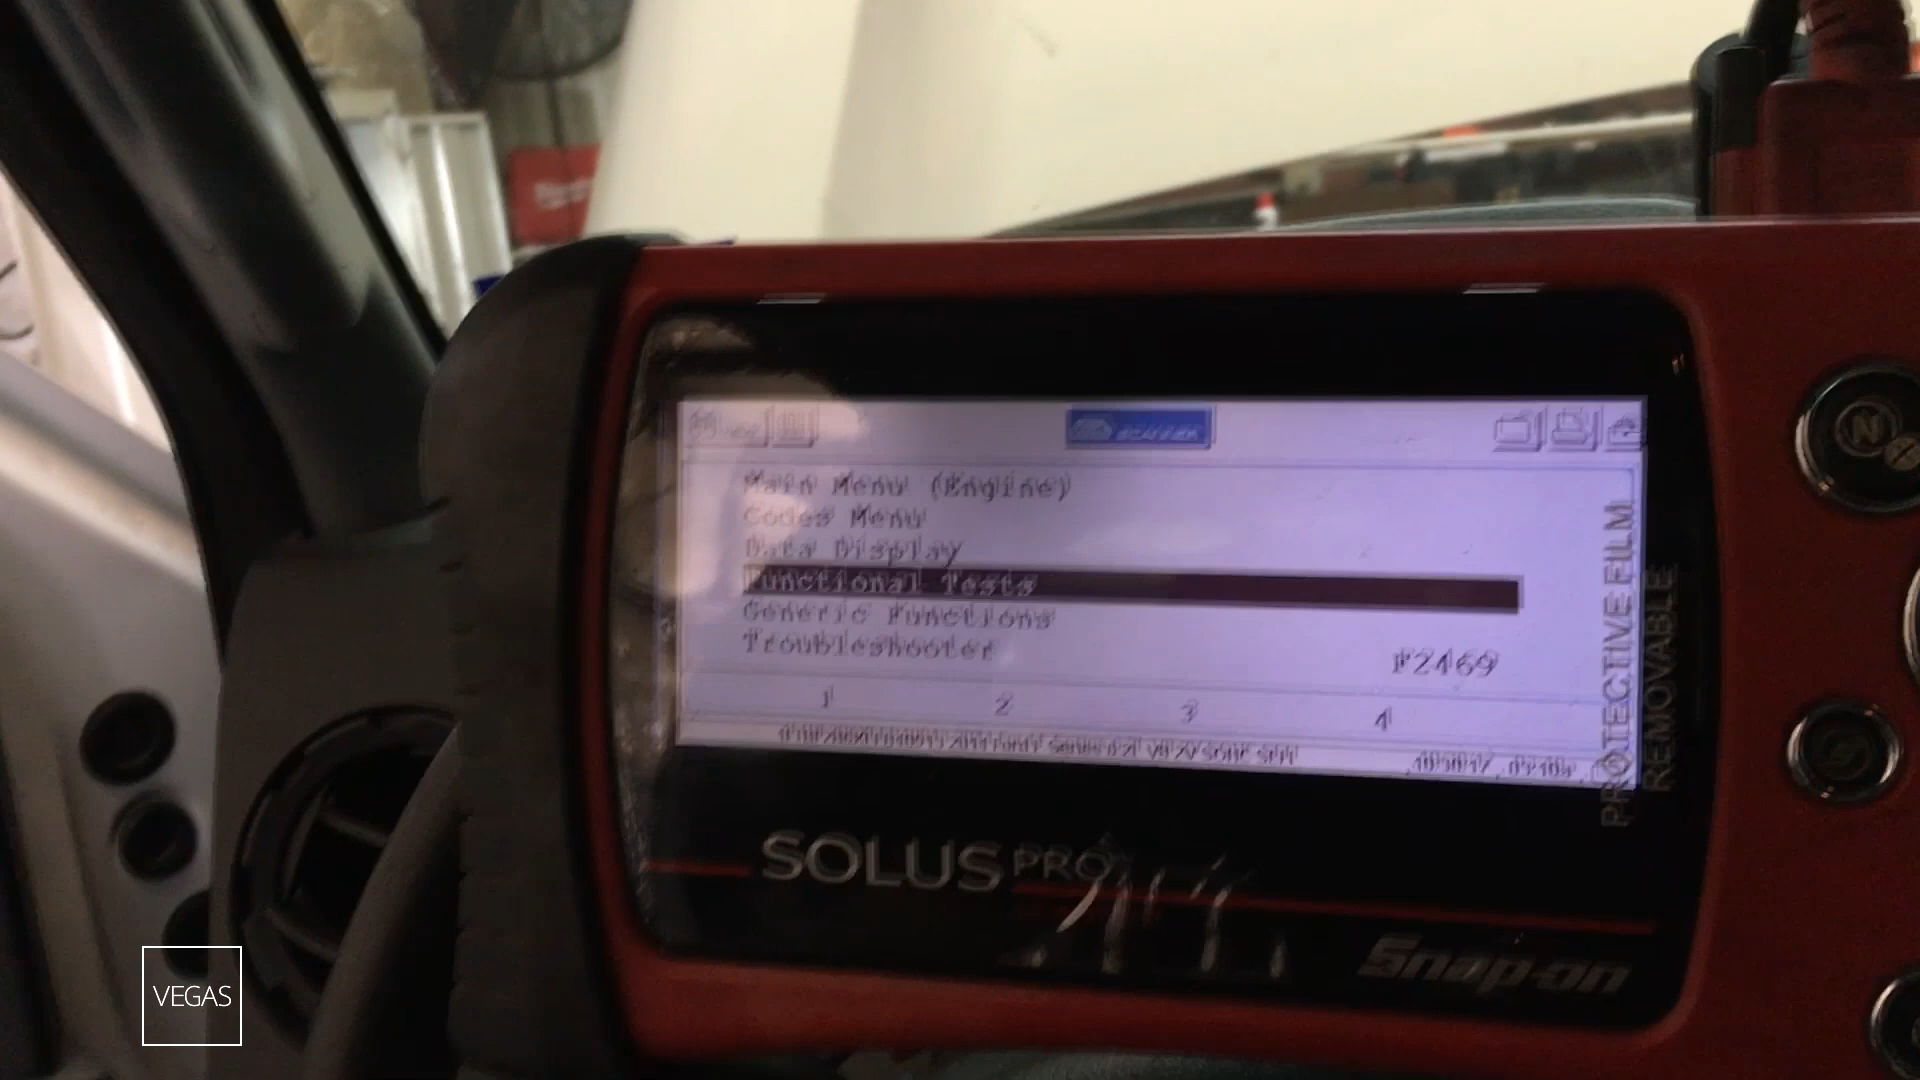 Main Menu (Engine)
Codes Menu
Data Display
Functional Tests
Generic Functions
Troubleshooter
F2469
1 2 3 4
PROTECTIVE FILM
REMOVABLE
SOLUS PRO
Snap-on
N
VEGAS